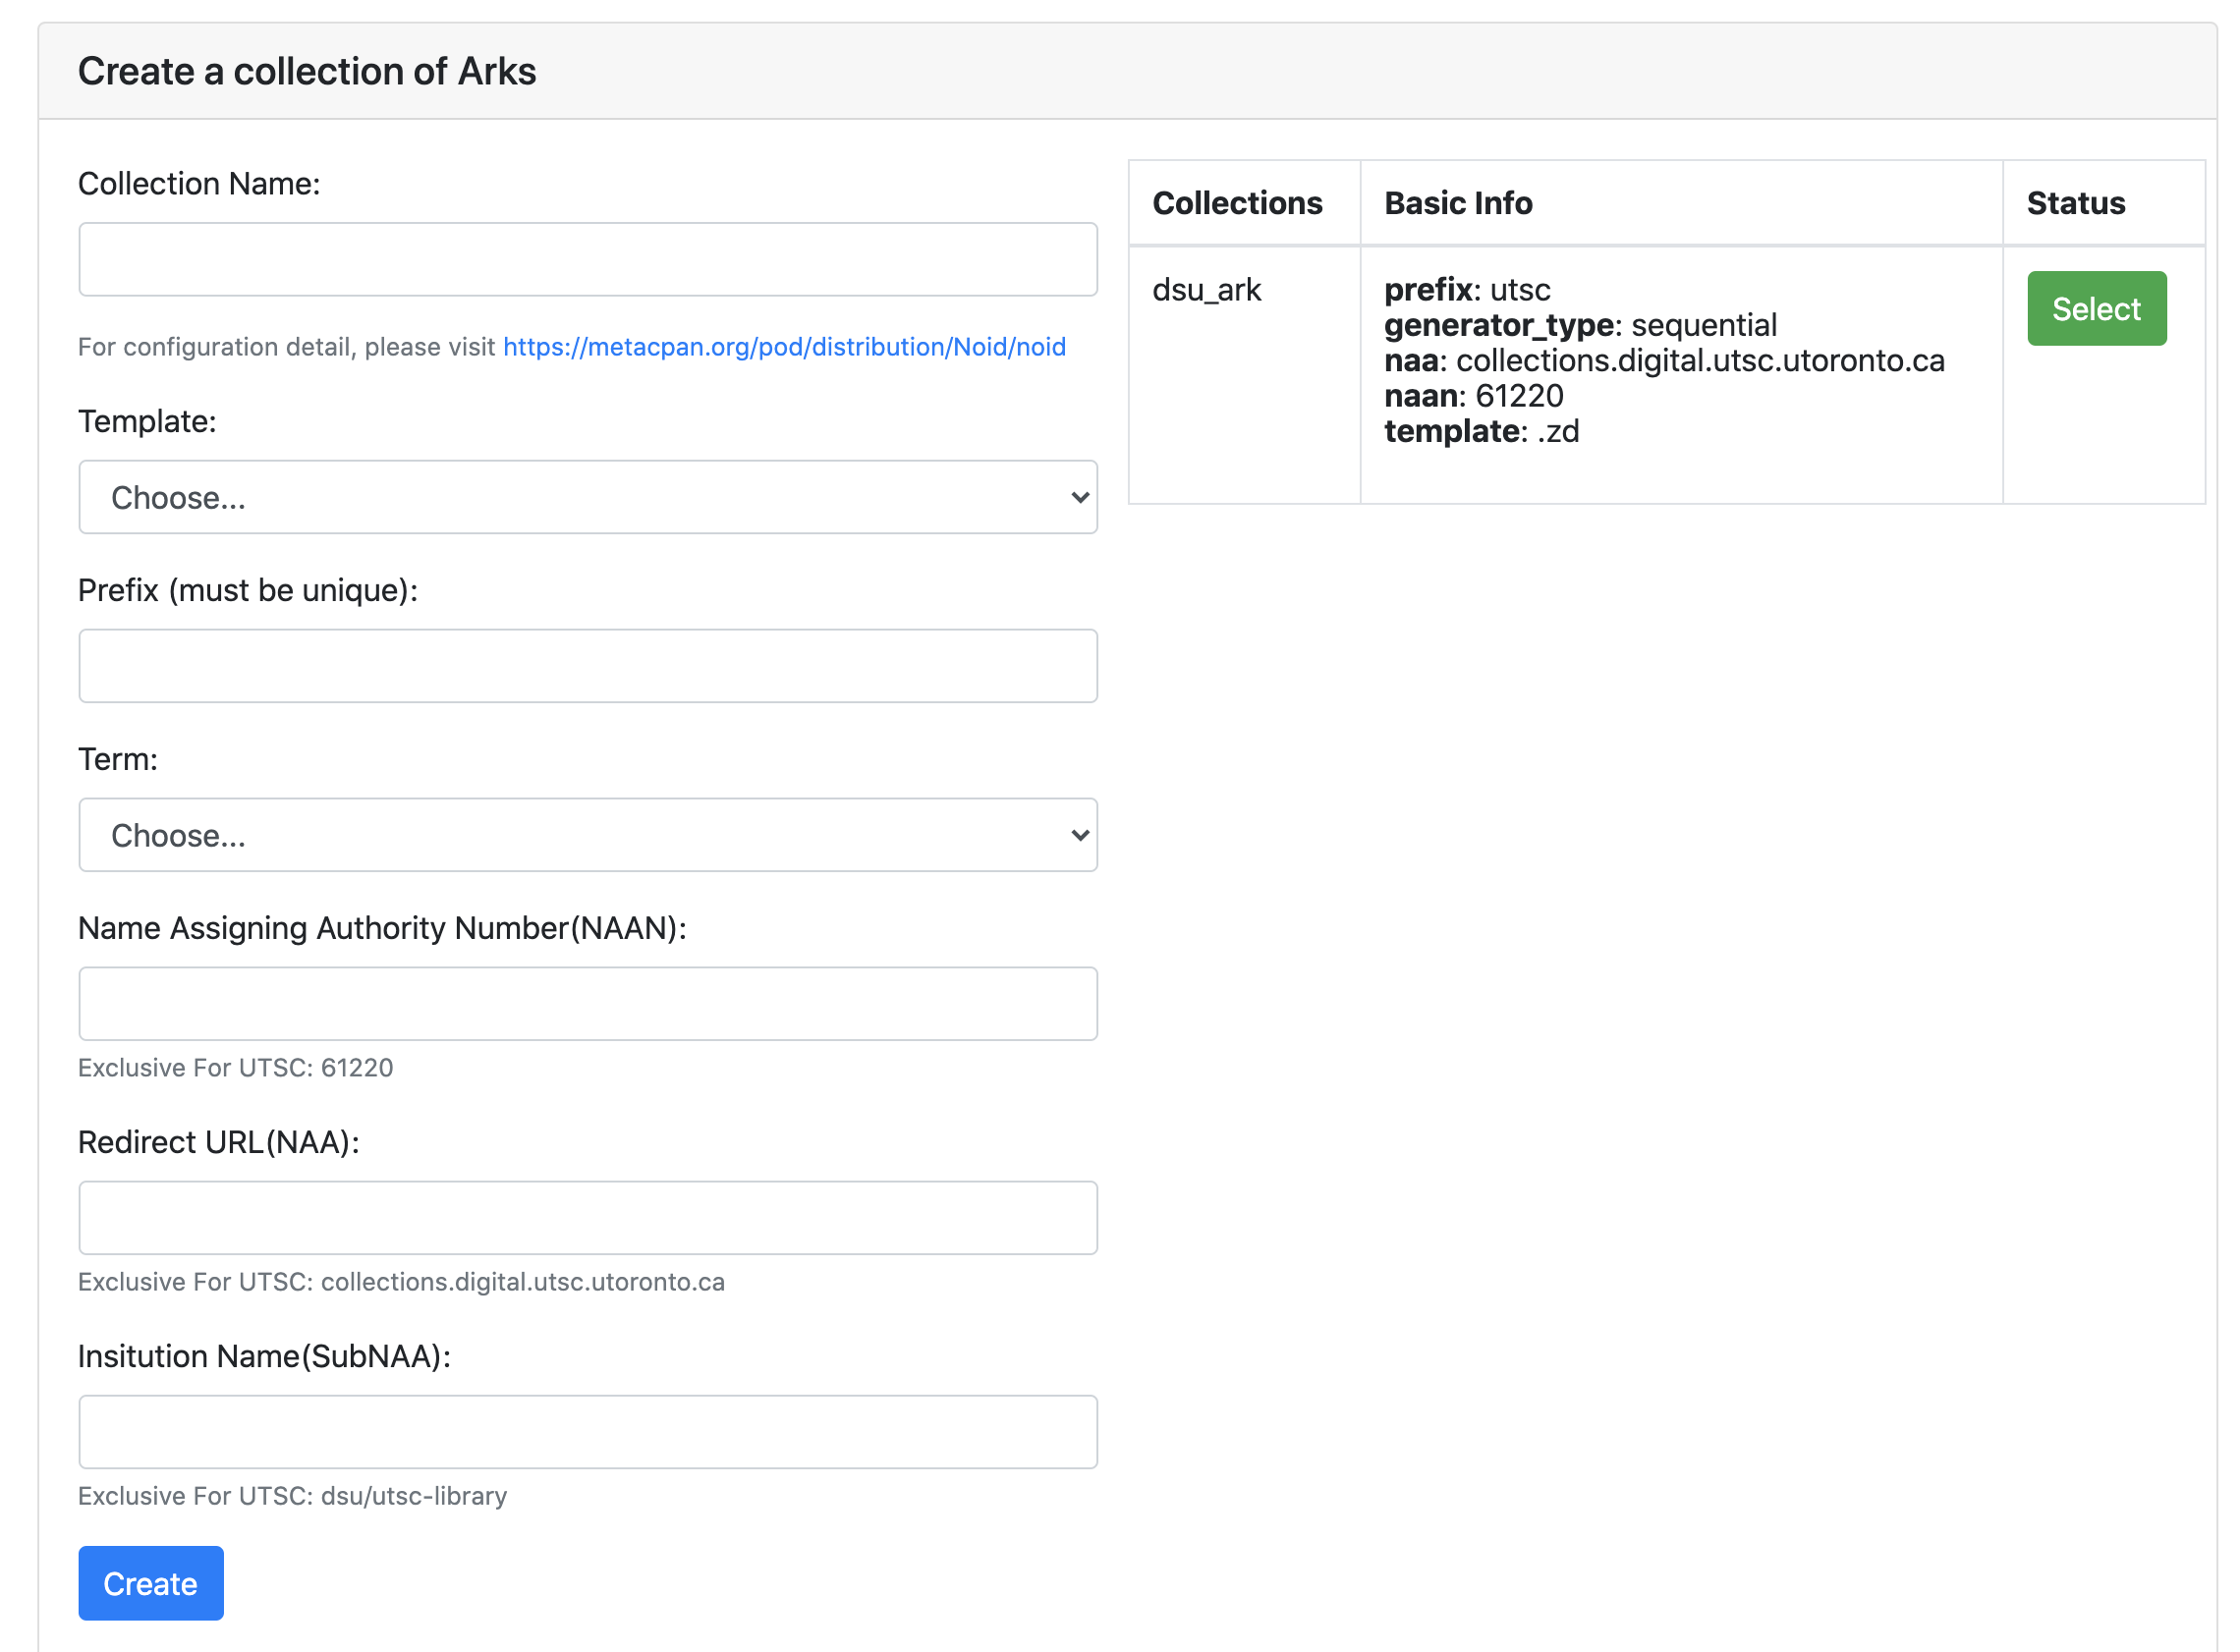 Create a collection of Arks
Collection Name:
For configuration detail, please visit https://metacpan.org/pod/distribution/Noid/noid
Template:
Choose...
Prefix (must be unique):
Term:
Choose...
Name Assigning Authority Number(NAAN):
Exclusive For UTSC: 61220
Redirect URL(NAA):
Exclusive For UTSC: collections.digital.utsc.utoronto.ca
Insitution Name(SubNAA):
Exclusive For UTSC: dsu/utsc-library
Create
Collections Basic Info Status
dsu_ark
prefix: utsc
generator_type: sequential
naa: collections.digital.utsc.utoronto.ca
naan: 61220
template: .zd
Select